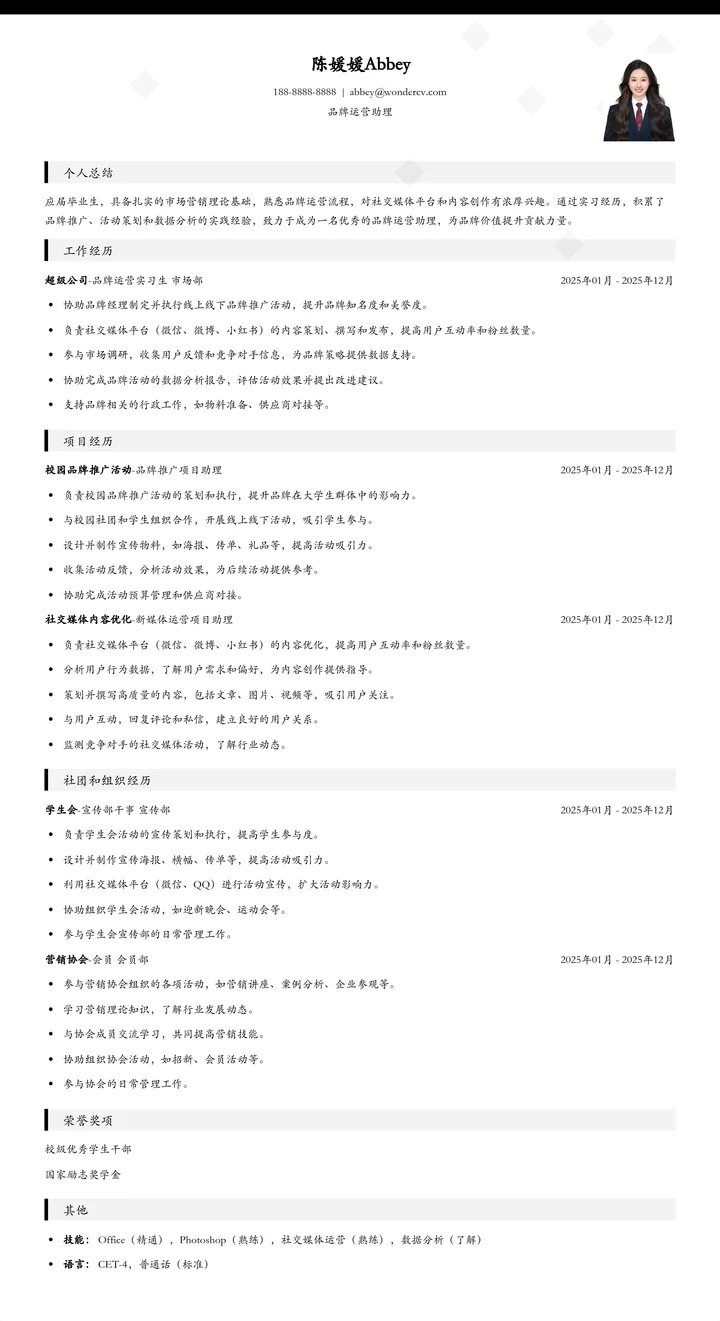 陈媛媛Abbey
188-8888-8888 | abbey@wondercv.com
品牌运营助理
个人总结
应届毕业生，具备扎实的市场营销理论基础，熟悉品牌运营流程，对社交媒体平台和内容创作有浓厚兴趣。通过实习经历，积累了
品牌推广、活动策划和数据分析的实践经验，致力于成为一名优秀的品牌运营助理，为品牌价值提升贡献力量。
工作经历
超级公司-品牌运营实习生 市场部 2025年01月 - 2025年12月
• 协助品牌经理制定并执行线上线下品牌推广活动，提升品牌知名度和美誉度。
• 负责社交媒体平台（微信、微博、小红书）的内容策划、撰写和发布，提高用户互动率和粉丝数量。
• 参与市场调研，收集用户反馈和竞争对手信息，为品牌策略提供数据支持。
• 协助完成品牌活动的数据分析报告，评估活动效果并提出改进建议。
• 支持品牌相关的行政工作，如物料准备、供应商对接等。
项目经历
校园品牌推广活动-品牌推广项目助理 2025年01月 - 2025年12月
• 负责校园品牌推广活动的策划和执行，提升品牌在大学生群体中的影响力。
• 与校园社团和学生组织合作，开展线上线下活动，吸引学生参与。
• 设计并制作宣传物料，如海报、传单、礼品等，提高活动吸引力。
• 收集活动反馈，分析活动效果，为后续活动提供参考。
• 协助完成活动预算管理和供应商对接。
社交媒体内容优化-新媒体运营项目助理 2025年01月 - 2025年12月
• 负责社交媒体平台（微信、微博、小红书）的内容优化，提高用户互动率和粉丝数量。
• 分析用户行为数据，了解用户需求和偏好，为内容创作提供指导。
• 策划并撰写高质量的内容，包括文章、图片、视频等，吸引用户关注。
• 与用户互动，回复评论和私信，建立良好的用户关系。
• 监测竞争对手的社交媒体活动，了解行业动态。
社团和组织经历
学生会-宣传部干事 宣传部 2025年01月 - 2025年12月
• 负责学生会活动的宣传策划和执行，提高学生参与度。
• 设计并制作宣传海报、横幅、传单等，提高活动吸引力。
• 利用社交媒体平台（微信、QQ）进行活动宣传，扩大活动影响力。
• 协助组织学生会活动，如迎新晚会、运动会等。
• 参与学生会宣传部的日常管理工作。
营销协会-会员 会员部 2025年01月 - 2025年12月
• 参与营销协会组织的各项活动，如营销讲座、案例分析、企业参观等。
• 学习营销理论知识，了解行业发展动态。
• 与协会成员交流学习，共同提高营销技能。
• 协助组织协会活动，如招新、会员活动等。
• 参与协会的日常管理工作。
荣誉奖项
校级优秀学生干部
国家励志奖学金
其他
• 技能： Office（精通），Photoshop（熟练），社交媒体运营（熟练），数据分析（了解）
• 语言： CET-4，普通话（标准）